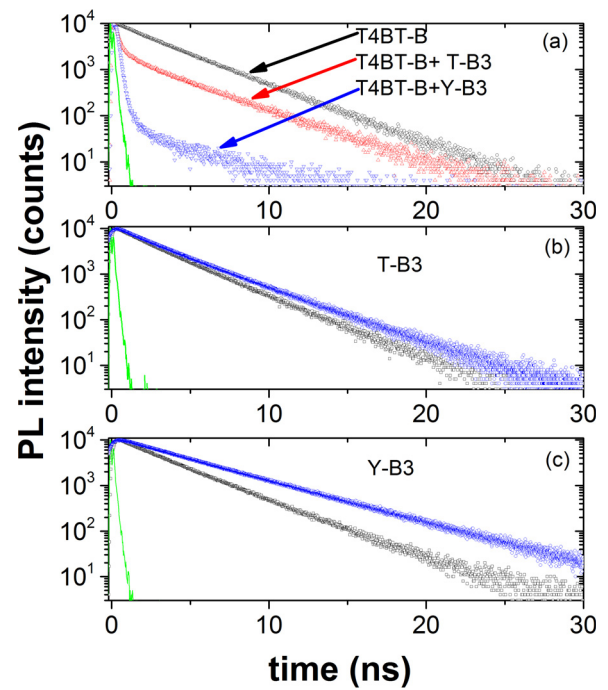 PL intensity (counts)
10⁴
10³
10²
10¹
T4BT-B
T4BT-B+ T-B3
T4BT-B+Y-B3
(a)
0
10
20
30
10⁴
10³
10²
10¹
T-B3
(b)
0
10
20
30
10⁴
10³
10²
10¹
Y-B3
(c)
0
10
20
30
time (ns)